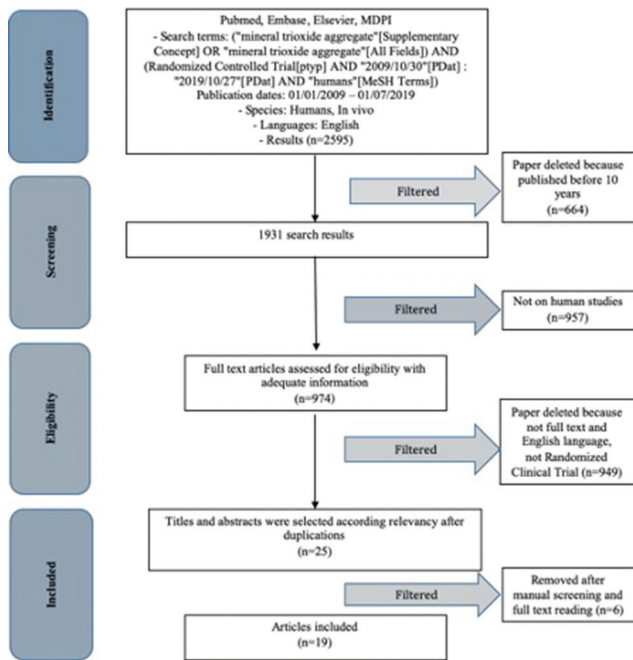 Identification
Pubmed, Embase, Elsevier, MDPI
- Search terms: ("mineral trioxide aggregate"[Supplementary
Concept] OR "mineral trioxide aggregate"[All Fields]) AND
(Randomized Controlled Trial[ptyp] AND "2009/10/30"[PDat] :
"2019/10/27"[PDat] AND "humans"[MeSH Terms])
Publication dates: 01/01/2009 – 01/07/2019
- Species: Humans, In vivo
- Languages: English
- Results (n=2595)
Filtered
Paper deleted because
published before 10
years
(n=664)
Screening
1931 search results
Filtered
Not on human studies
(n=957)
Eligibility
Full text articles assessed for eligibility with
adequate information
(n=974)
Filtered
Paper deleted because
not full text and
English language,
not Randomized
Clinical Trial (n=949)
Included
Titles and abstracts were selected according relevancy after
duplications
(n=25)
Filtered
Removed after
manual screening and
full text reading (n=6)
Articles included
(n=19)